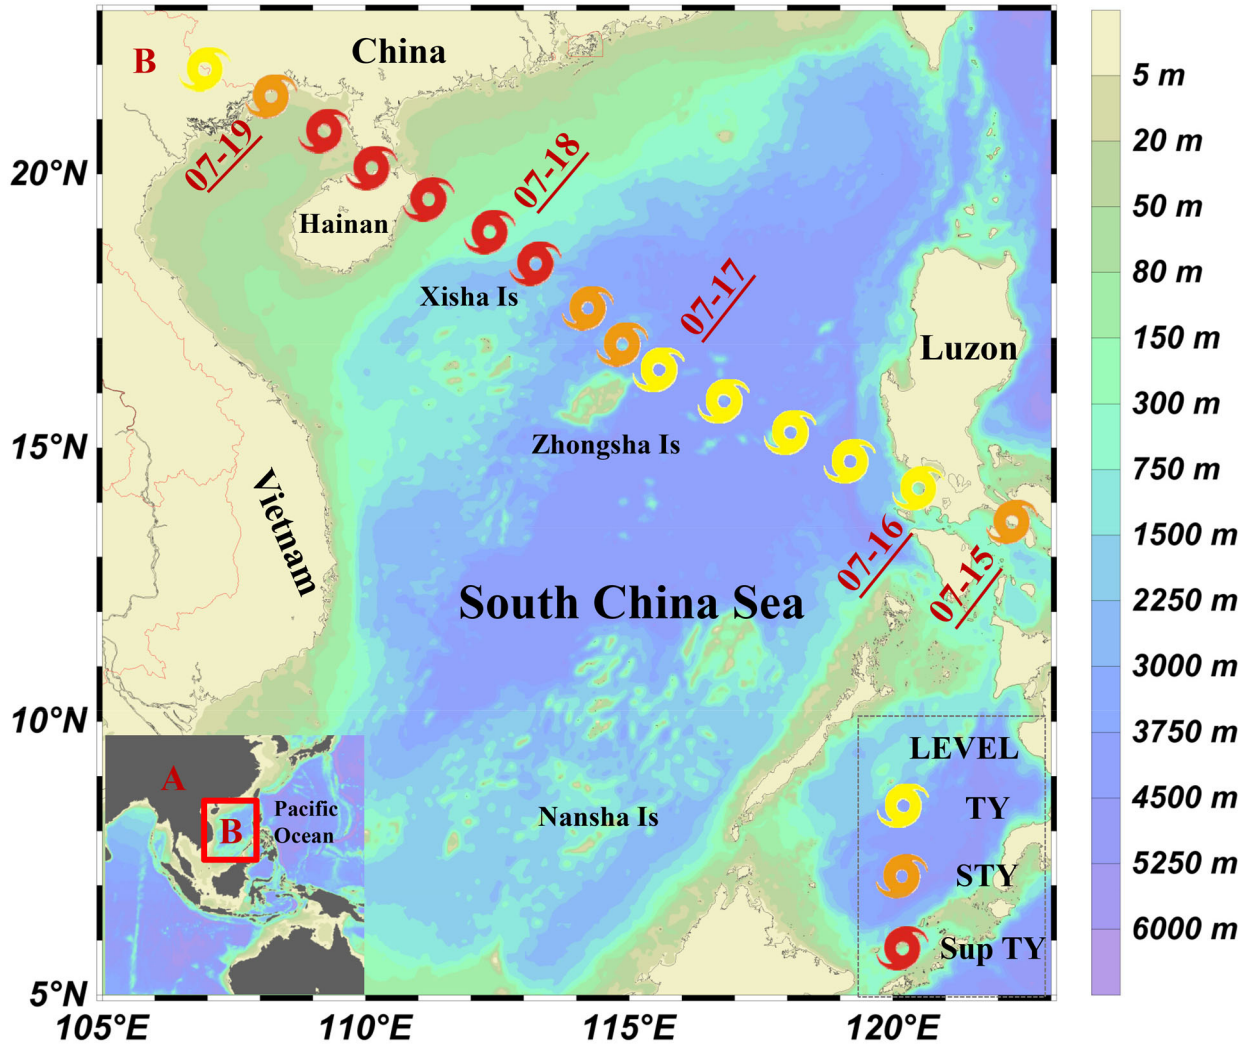 B
China
5 m
20 m
50 m
80 m
150 m
300 m
750 m
1500 m
2250 m
3000 m
3750 m
4500 m
5250 m
6000 m
20°N
15°N
10°N
5°N
105°E
110°E
115°E
120°E
07-19
07-18
Hainan
Xisha Is
07-17
Luzon
Zhongsha Is
Vietnam
07-16
07-15
South China Sea
Nansha Is
A
B
Pacific
Ocean
LEVEL
TY
STY
Sup TY